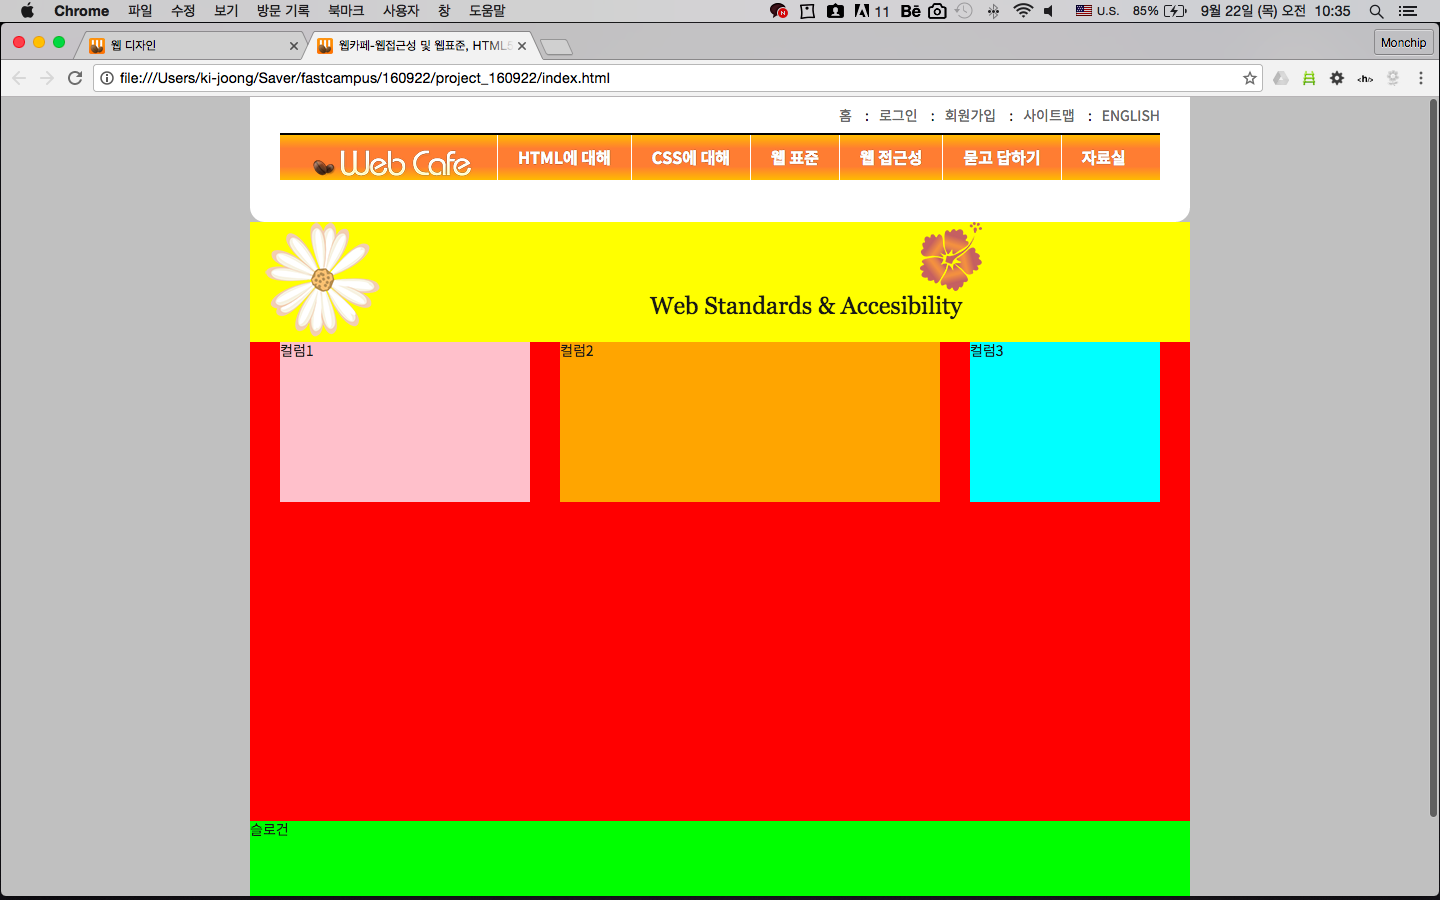 Chrome 파일 수정 보기 방문 기록 북마크 사용자 창 도움말 11 Bē U.S. 85% 9월 22일 (목) 오전 10:35
웹 디자인
웹카페-웹접근성 및 웹표준, HTML5
Monchip
file:///Users/ki-joong/Saver/fastcampus/160922/project_160922/index.html
홈 : 로그인 : 회원가입 : 사이트맵 : ENGLISH
Web Cafe HTML에 대해 CSS에 대해 웹 표준 웹 접근성 묻고 답하기 자료실
Web Standards & Accesibility
컬럼1 컬럼2 컬럼3
슬로건